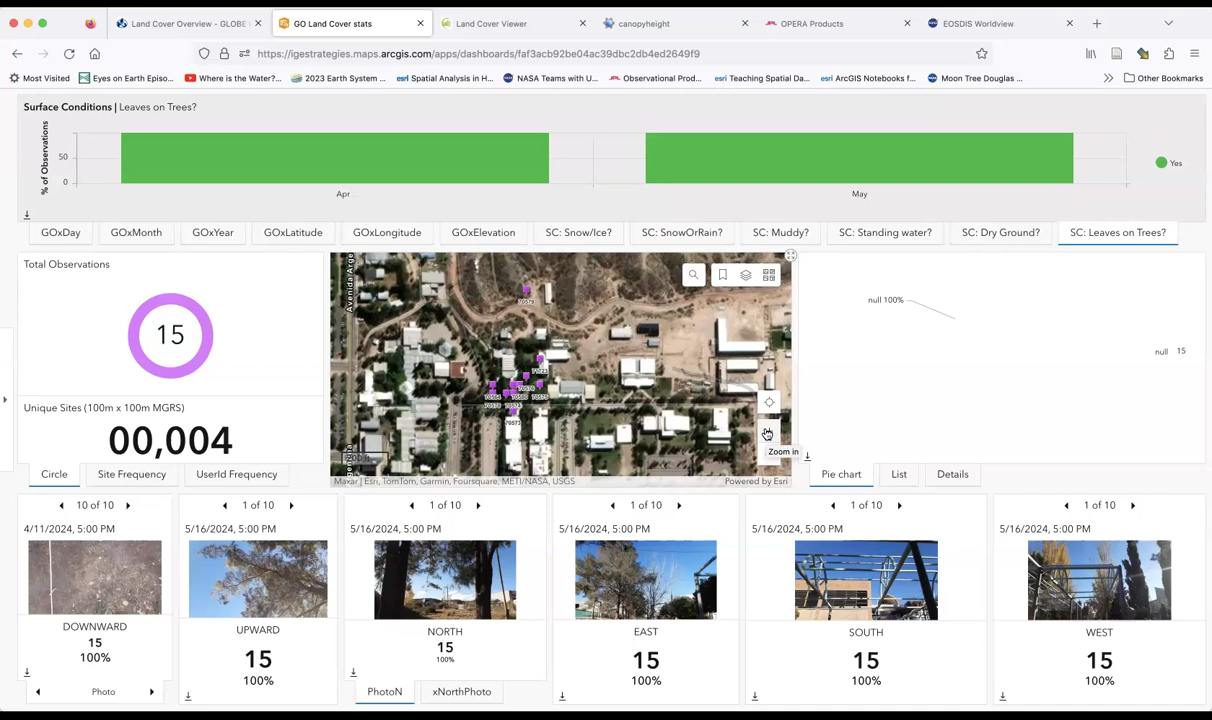 Land Cover Overview - GLOBE
GO Land Cover stats
Land Cover Viewer
canopyheight
OPERA Products
EOSDIS Worldview
https://igestrategies.maps.arcgis.com/apps/dashboards/faf3acb92be04ac39dbc2db4ed2649f9
Most Visited
Eyes on Earth Episo...
Where is the Water?...
2023 Earth System ...
esri Spatial Analysis in H...
NASA Teams with U...
Observational Prod...
esri Teaching Spatial Da...
esri ArcGIS Notebooks f...
Moon Tree Douglas ...
Other Bookmarks
Surface Conditions | Leaves on Trees?
% of Observations
50
0
Apr
May
Yes
GOxDay
GOxMonth
GOxYear
GOxLatitude
GOxLongitude
GOxElevation
SC: Snow/Ice?
SC: SnowOrRain?
SC: Muddy?
SC: Standing water?
SC: Dry Ground?
SC: Leaves on Trees?
Total Observations
15
Unique Sites (100m x 100m MGRS)
00,004
Circle
Site Frequency
UserId Frequency
Avenida Arge
Zoom in
Maxar | Esri, TomTom, Garmin, Foursquare, METI/NASA, USGS
Powered by Esri
null 100%
null 15
Pie chart
List
Details
10 of 10
4/11/2024, 5:00 PM
DOWNWARD
15
100%
Photo
1 of 10
5/16/2024, 5:00 PM
UPWARD
15
100%
1 of 10
5/16/2024, 5:00 PM
NORTH
15
100%
PhotoN
xNorthPhoto
1 of 10
5/16/2024, 5:00 PM
EAST
15
100%
1 of 10
5/16/2024, 5:00 PM
SOUTH
15
100%
1 of 10
5/16/2024, 5:00 PM
WEST
15
100%